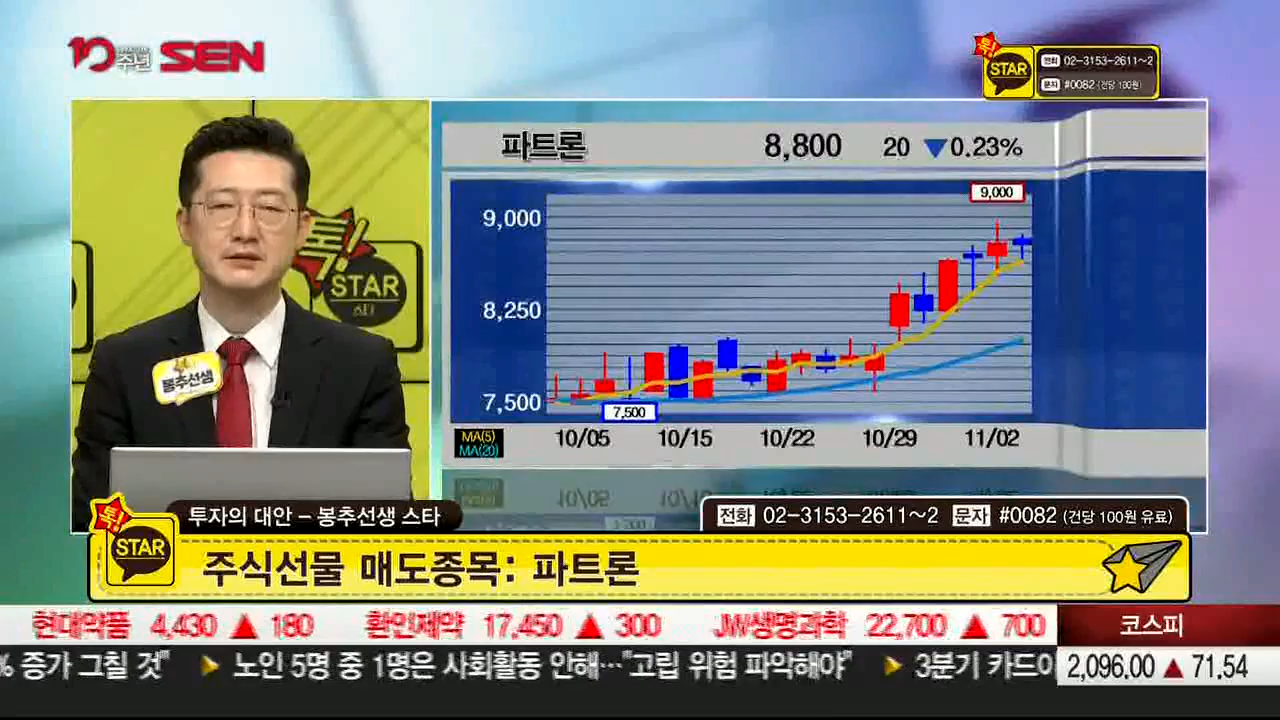 10주년 SEN
톡! STAR
전화 02-3153-2611~2
문자 #0082 (건당 100원)
파트론 8,800 20 ▼0.23%
9,000
9,000
8,250
7,500
7,500
MA(5)
MA(20)
10/05 10/15 10/22 10/29 11/02
톡!
STAR
스타
봉추선생
톡!
STAR
투자의 대안 - 봉추선생 스타
전화 02-3153-2611~2 문자 #0082 (건당 100원 유료)
주식선물 매도종목: 파트론
현대약품 4,430 ▲ 180 환인제약 17,450 ▲ 300 JW생명과학 22,700 ▲ 700
코스피
% 증가 그칠 것" ▶ 노인 5명 중 1명은 사회활동 안해…"고립 위험 파악해야" ▶ 3분기 카드이
2,096.00 ▲ 71.54